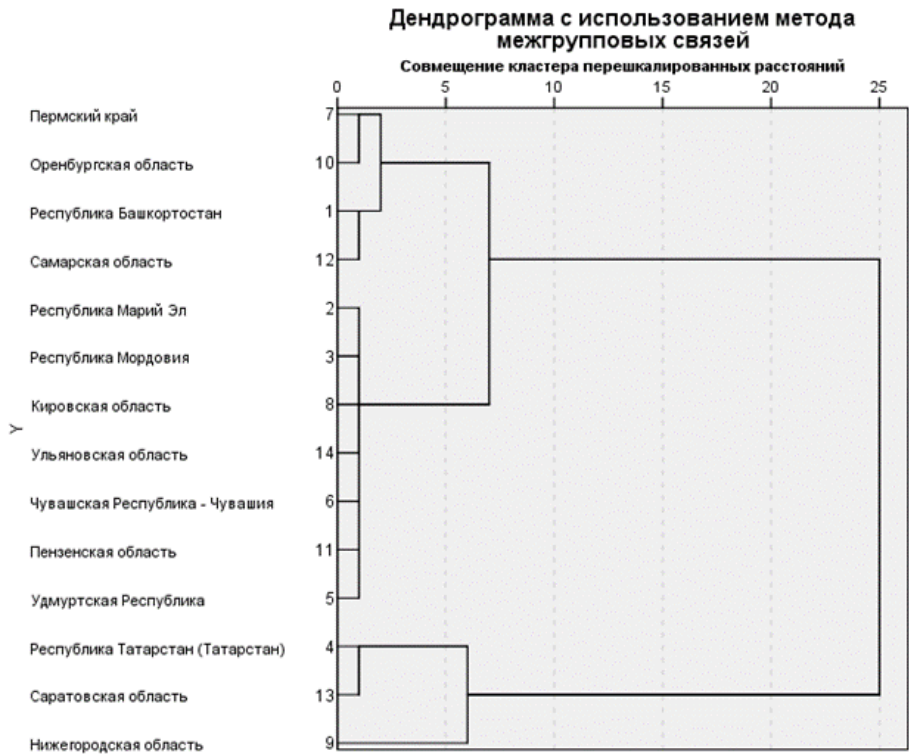 Дендрограмма с использованием метода
межгрупповых связей
Совмещение кластера перешкалированных расстояний
0 5 10 15 20 25
Пермский край 7
Оренбургская область 10
Республика Башкортостан 1
Самарская область 12
Республика Марий Эл 2
Республика Мордовия 3
Кировская область 8
Y
Ульяновская область 14
Чувашская Республика - Чувашия 6
Пензенская область 11
Удмуртская Республика 5
Республика Татарстан (Татарстан) 4
Саратовская область 13
Нижегородская область 9